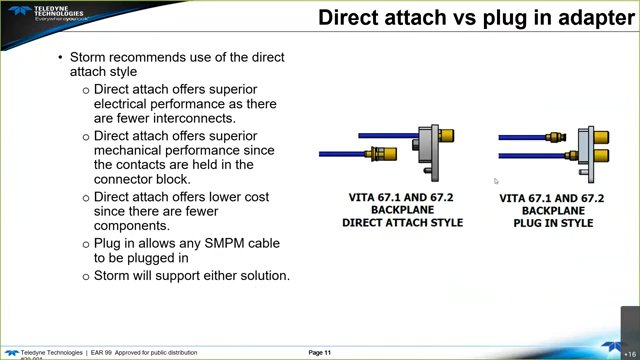 TELEDYNE
TECHNOLOGIES
Everywhereyoulook
Direct attach vs plug in adapter
• Storm recommends use of the direct
attach style
o Direct attach offers superior
electrical performance as there
are fewer interconnects.
o Direct attach offers superior
mechanical performance since
the contacts are held in the
connector block.
o Direct attach offers lower cost
since there are fewer
components.
o Plug in allows any SMPM cable
to be plugged in
o Storm will support either solution.
VITA 67.1 AND 67.2
BACKPLANE
DIRECT ATTACH STYLE
VITA 67.1 AND 67.2
BACKPLANE
PLUG IN STYLE
Teledyne Technologies | EAR 99 Approved for public distribution
Page 11
+16